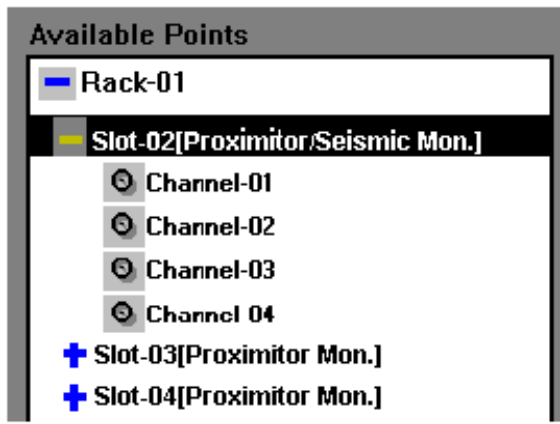 Available Points
Rack-01
Slot-02[Proximitor/Seismic Mon.]
Channel-01
Channel-02
Channel-03
Channel 04
Slot-03[Proximitor Mon.]
Slot-04[Proximitor Mon.]